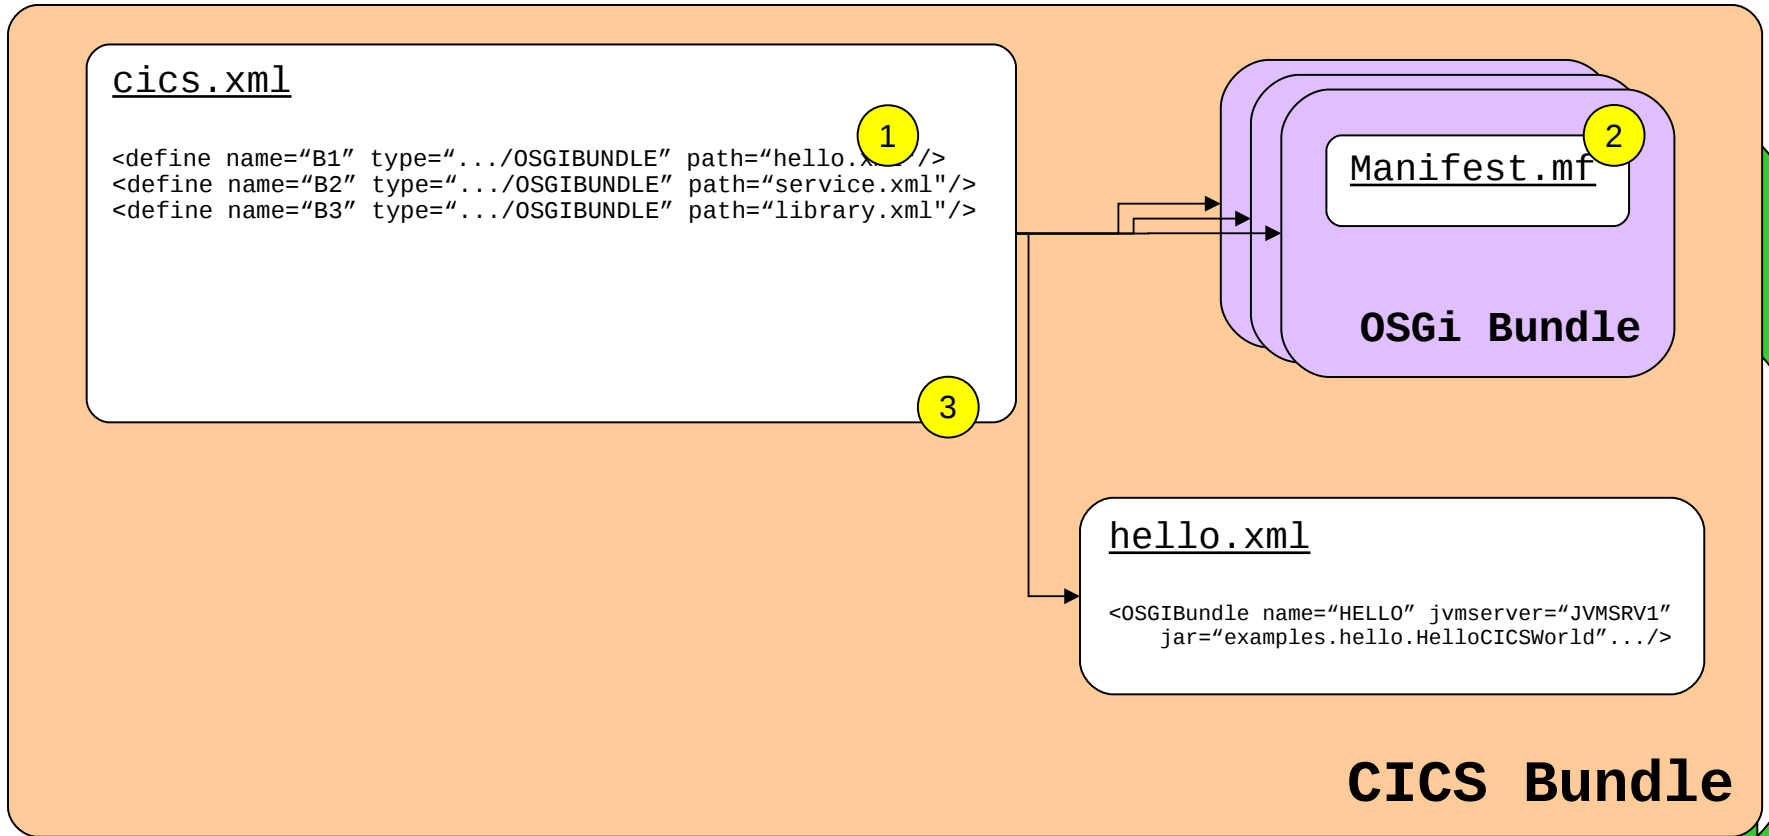 cics.xml
1
<define name=“B1” type=“.../OSGIBUNDLE” path=“hello.x ”/>
<define name=“B2” type=“.../OSGIBUNDLE” path=“service.xml"/>
<define name=“B3” type=“.../OSGIBUNDLE” path=“library.xml"/>
3
2
Manifest.mf
OSGi Bundle
hello.xml
<OSGIBundle name=“HELLO” jvmserver=“JVMSRV1”
jar=“examples.hello.HelloCICSWorld”.../>
CICS Bundle